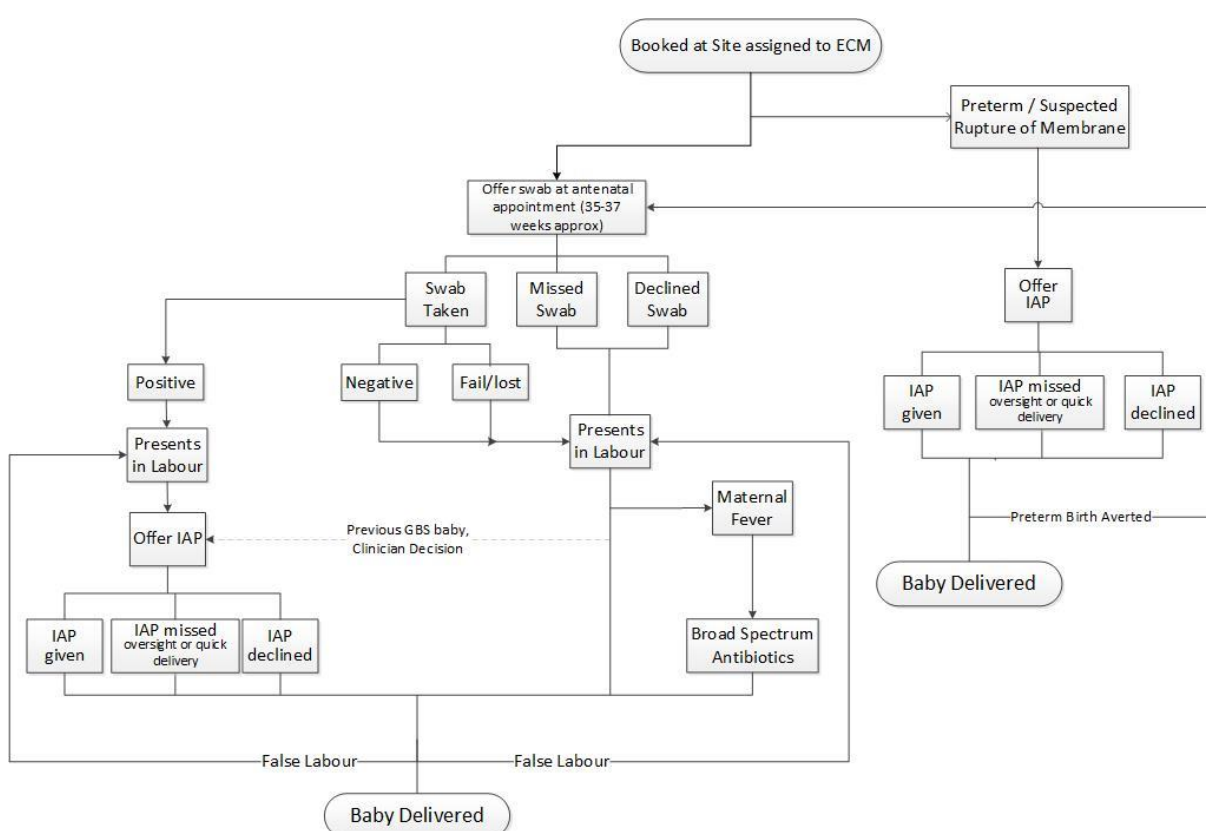 Booked at Site assigned to ECM
Preterm / Suspected
Rupture of Membrane
Offer swab at antenatal
appointment (35-37
weeks approx)
Swab
Taken
Missed
Swab
Declined
Swab
Offer
IAP
Positive
Negative
Fail/lost
IAP
given
IAP missed
oversight or quick
delivery
IAP
declined
Presents
in Labour
Presents
in Labour
Maternal
Fever
Preterm Birth Averted
Offer IAP
Previous GBS baby,
Clinician Decision
Baby Delivered
IAP
given
IAP missed
oversight or quick
delivery
IAP
declined
Broad Spectrum
Antibiotics
False Labour
False Labour
Baby Delivered